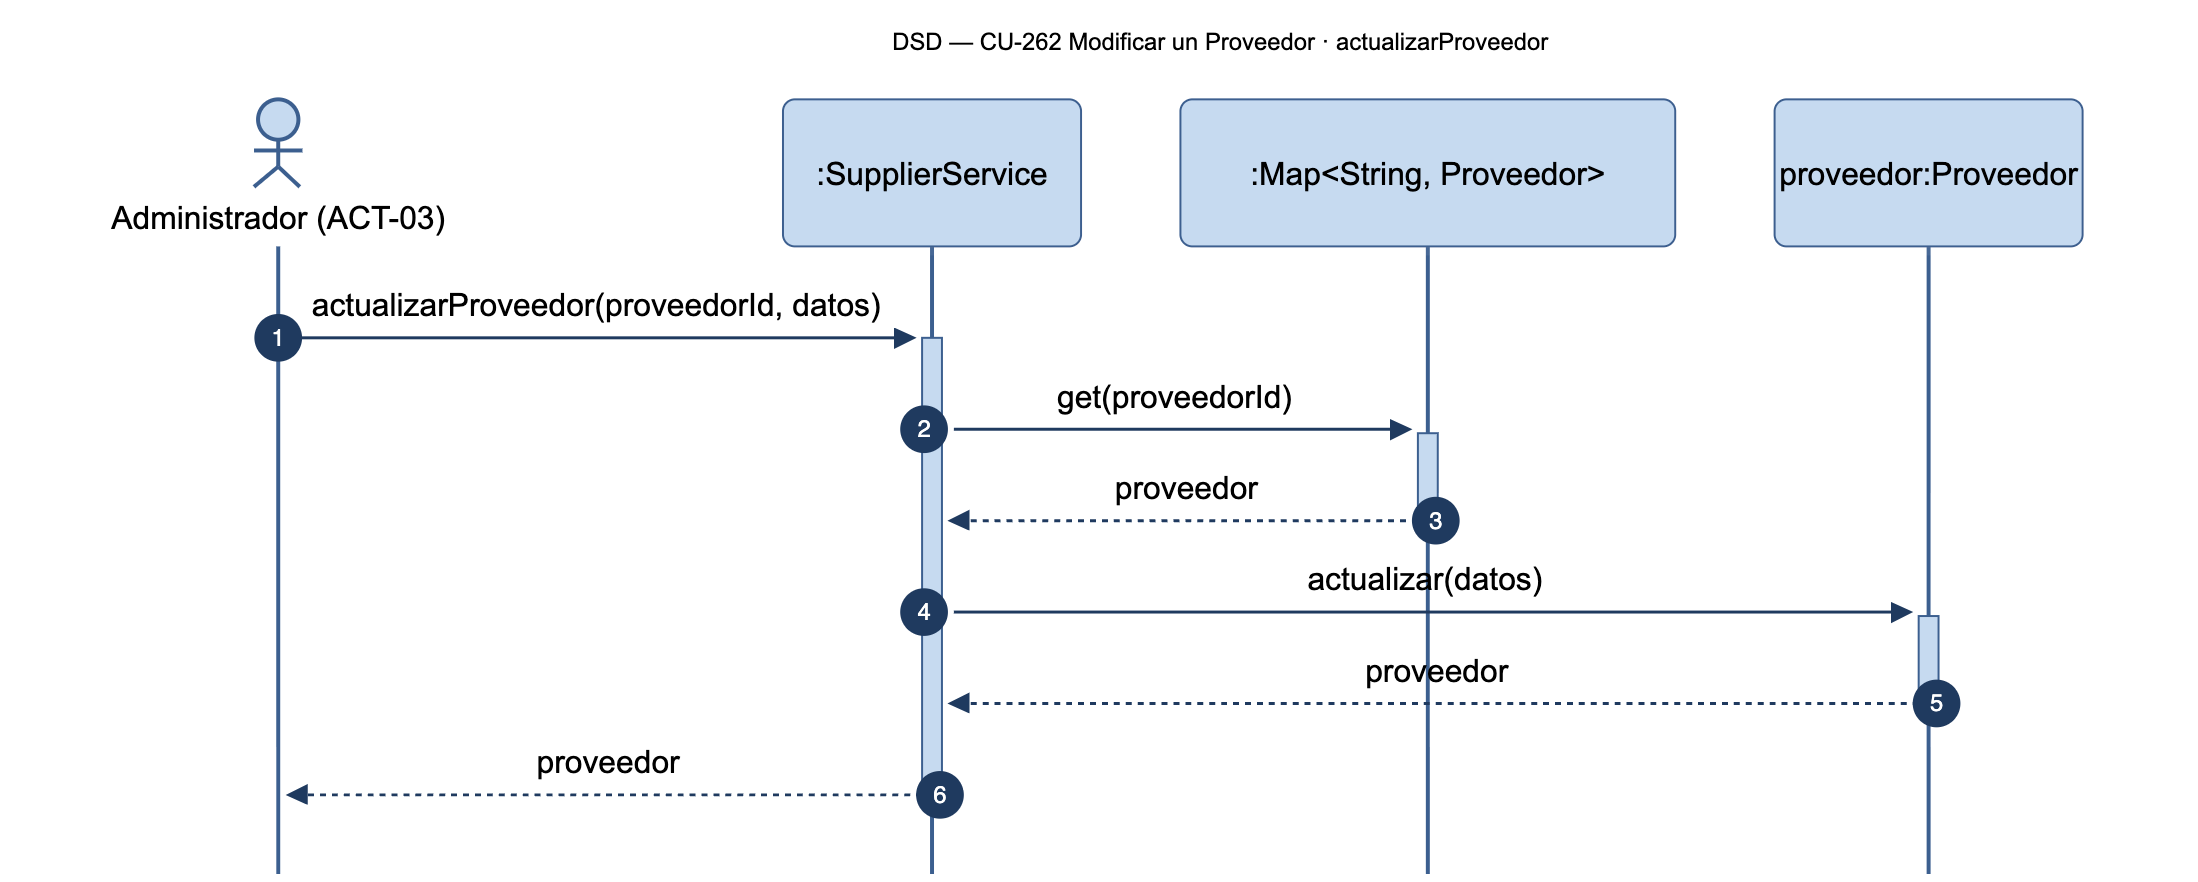 DSD — CU-262 Modificar un Proveedor · actualizarProveedor
Administrador (ACT-03)
:SupplierService
:Map<String, Proveedor>
proveedor:Proveedor
actualizarProveedor(proveedorId, datos)
1
get(proveedorId)
2
proveedor
3
actualizar(datos)
4
proveedor
5
proveedor
6